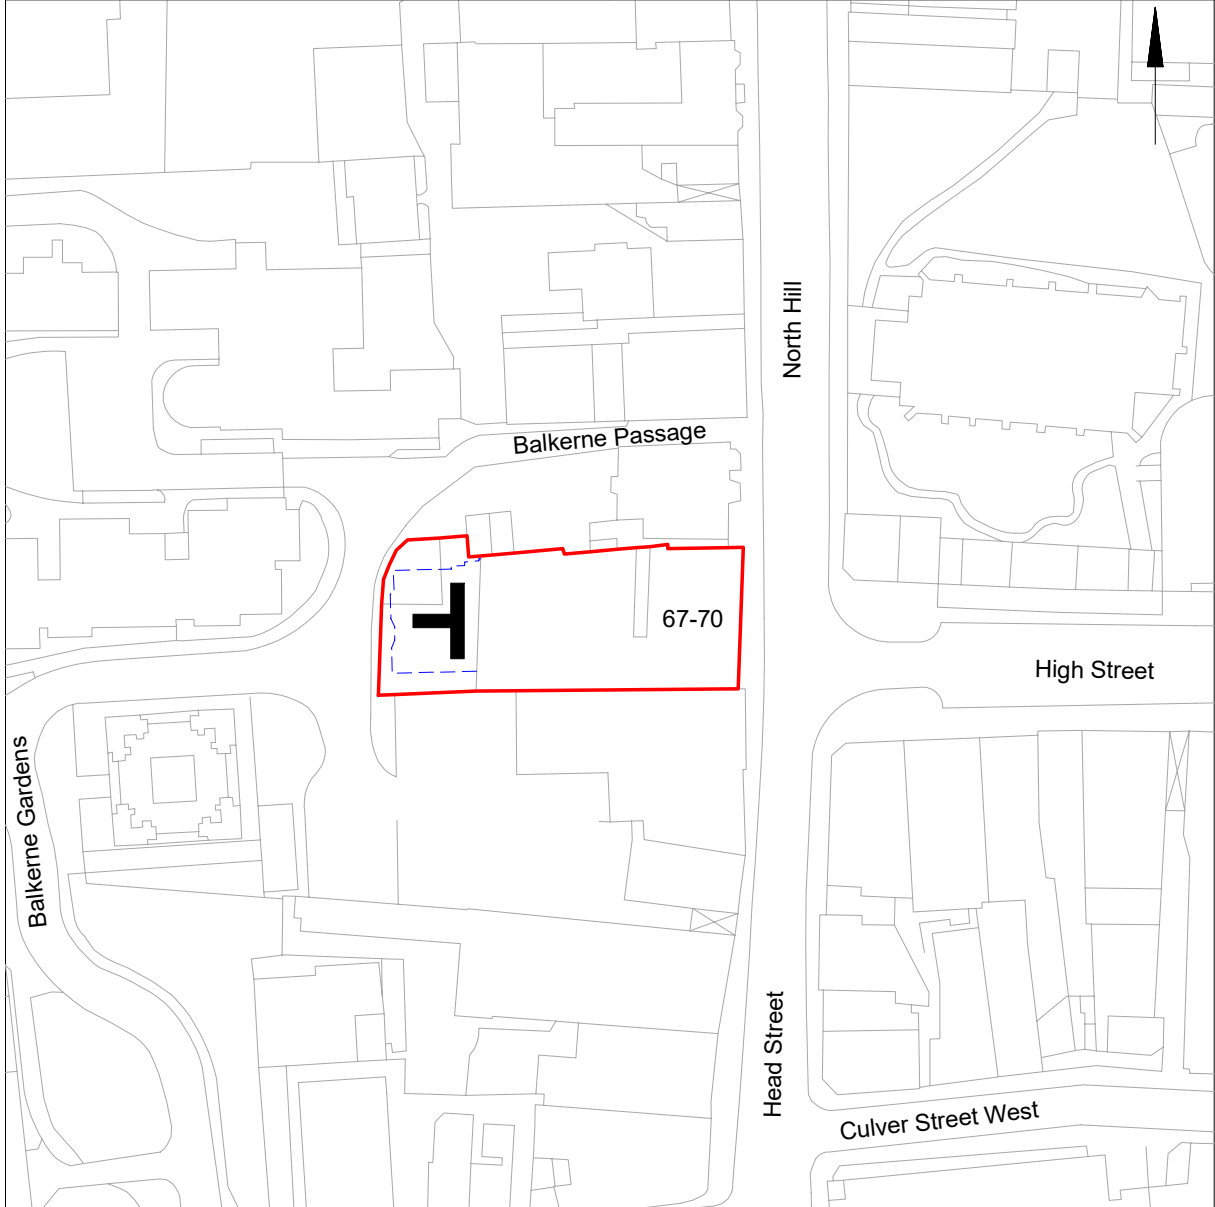 North Hill
Balkerne Passage
67-70
High Street
Balkerne Gardens
Head Street
Culver Street West